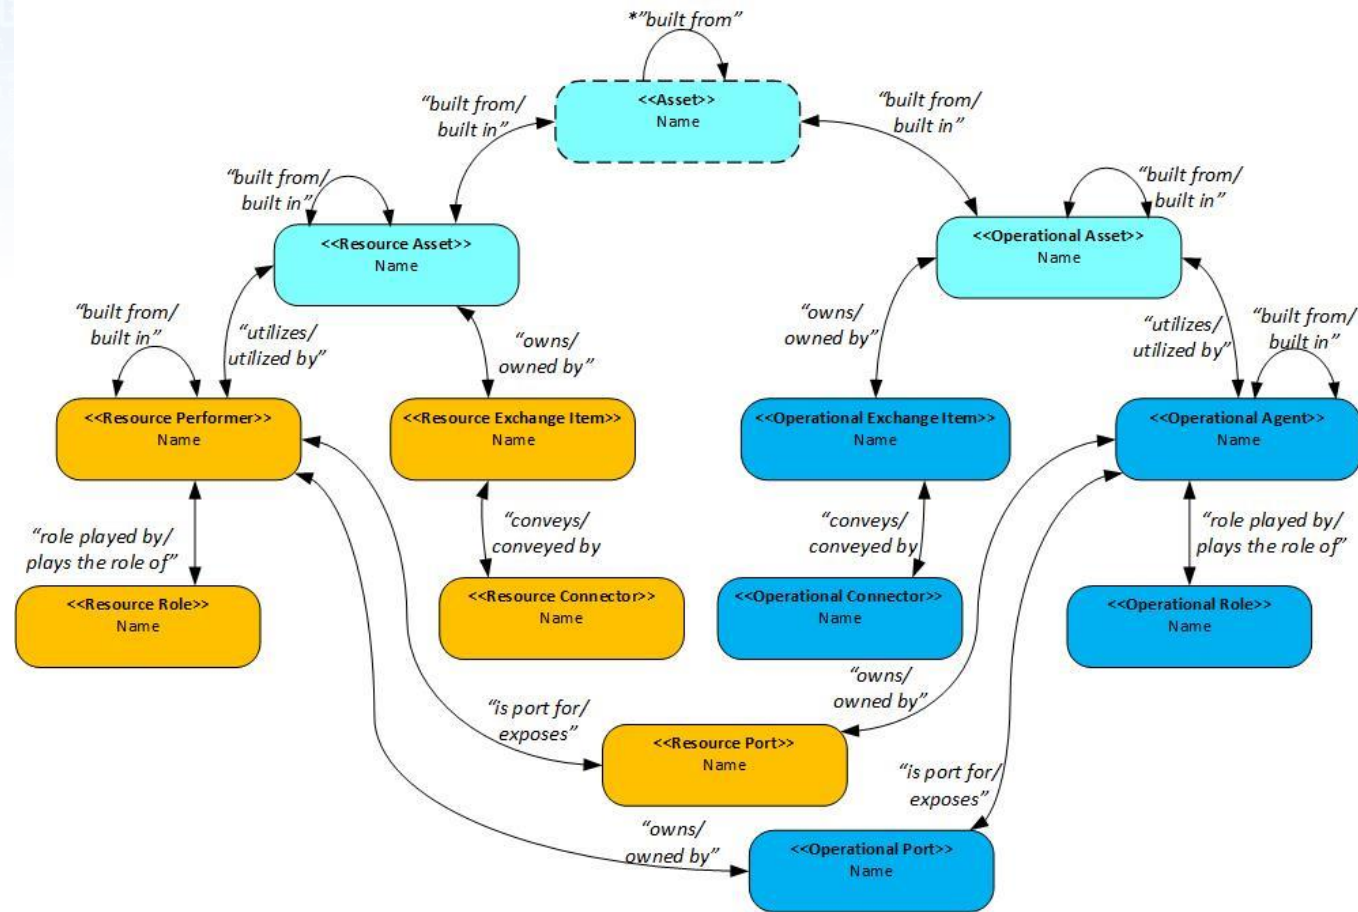 *”built from”
<<Asset>>
Name
“built from/
built in”
“built from/
built in”
“built from/
built in”
“built from/
built in”
<<Resource Asset>>
Name
<<Operational Asset>>
Name
“built from/
built in”
“utilizes/
utilized by”
“owns/
owned by”
“owns/
owned by”
“utilizes/
utilized by”
“built from/
built in”
<<Resource Performer>>
Name
<<Resource Exchange Item>>
Name
<<Operational Exchange Item>>
Name
<<Operational Agent>>
Name
“role played by/
plays the role of”
“conveys/
conveyed by
“conveys/
conveyed by
“role played by/
plays the role of”
<<Resource Role>>
Name
<<Resource Connector>>
Name
<<Operational Connector>>
Name
<<Operational Role>>
Name
“is port for/
exposes”
“owns/
owned by”
<<Resource Port>>
Name
“is port for/
exposes”
“owns/
owned by”
<<Operational Port>>
Name